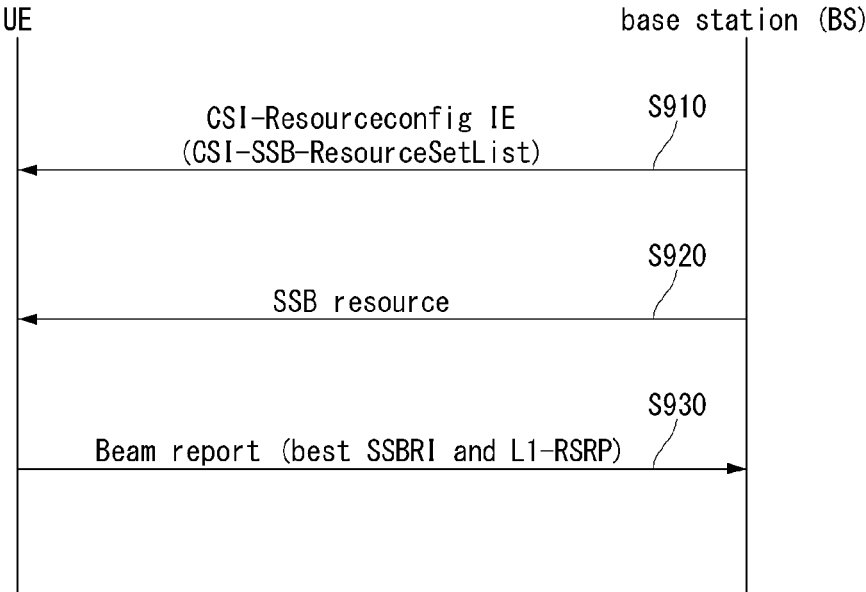 UE
base station (BS)
S910
CSI-Resourceconfig IE
(CSI-SSB-ResourceSetList)
S920
SSB resource
S930
Beam report (best SSBRI and L1-RSRP)